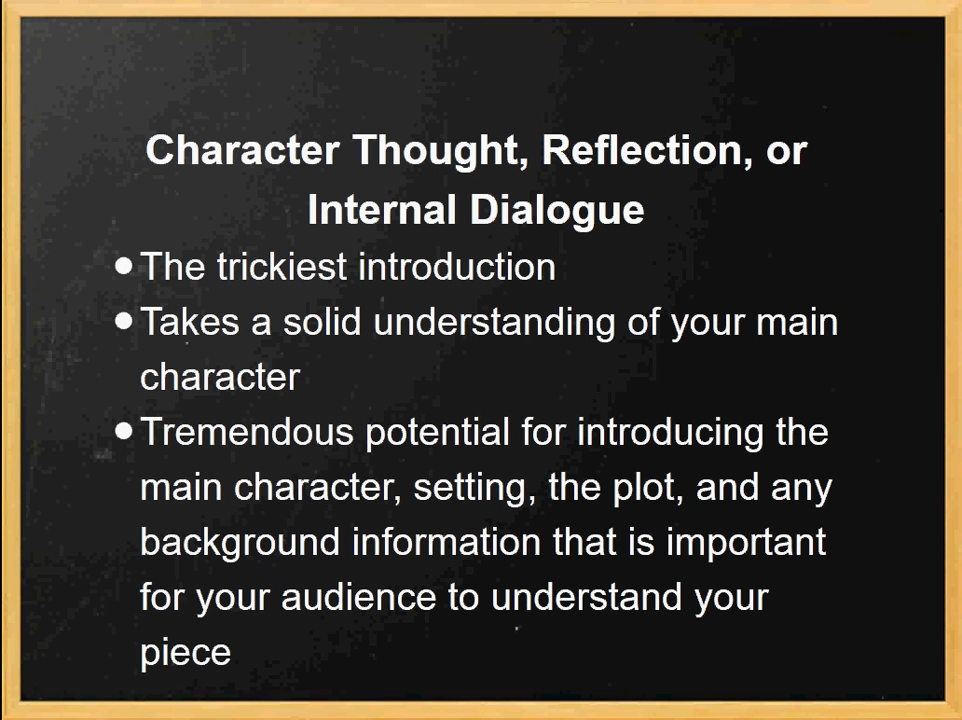 Character Thought, Reflection, or
Internal Dialogue
• The trickiest introduction
• Takes a solid understanding of your main
character
• Tremendous potential for introducing the
main character, setting, the plot, and any
background information that is important
for your audience to understand your
piece